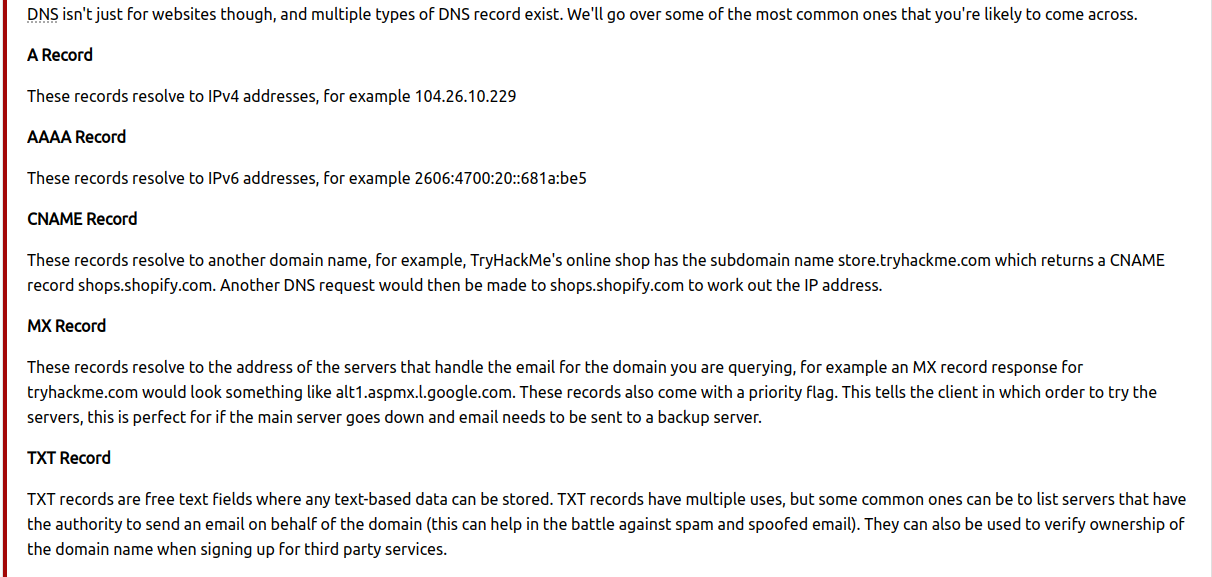 DNS isn't just for websites though, and multiple types of DNS record exist. We'll go over some of the most common ones that you're likely to come across.
A Record
These records resolve to IPv4 addresses, for example 104.26.10.229
AAAA Record
These records resolve to IPv6 addresses, for example 2606:4700:20::681a:be5
CNAME Record
These records resolve to another domain name, for example, TryHackMe's online shop has the subdomain name store.tryhackme.com which returns a CNAME
record shops.shopify.com. Another DNS request would then be made to shops.shopify.com to work out the IP address.
MX Record
These records resolve to the address of the servers that handle the email for the domain you are querying, for example an MX record response for
tryhackme.com would look something like alt1.aspmx.l.google.com. These records also come with a priority flag. This tells the client in which order to try the
servers, this is perfect for if the main server goes down and email needs to be sent to a backup server.
TXT Record
TXT records are free text fields where any text-based data can be stored. TXT records have multiple uses, but some common ones can be to list servers that have
the authority to send an email on behalf of the domain (this can help in the battle against spam and spoofed email). They can also be used to verify ownership of
the domain name when signing up for third party services.